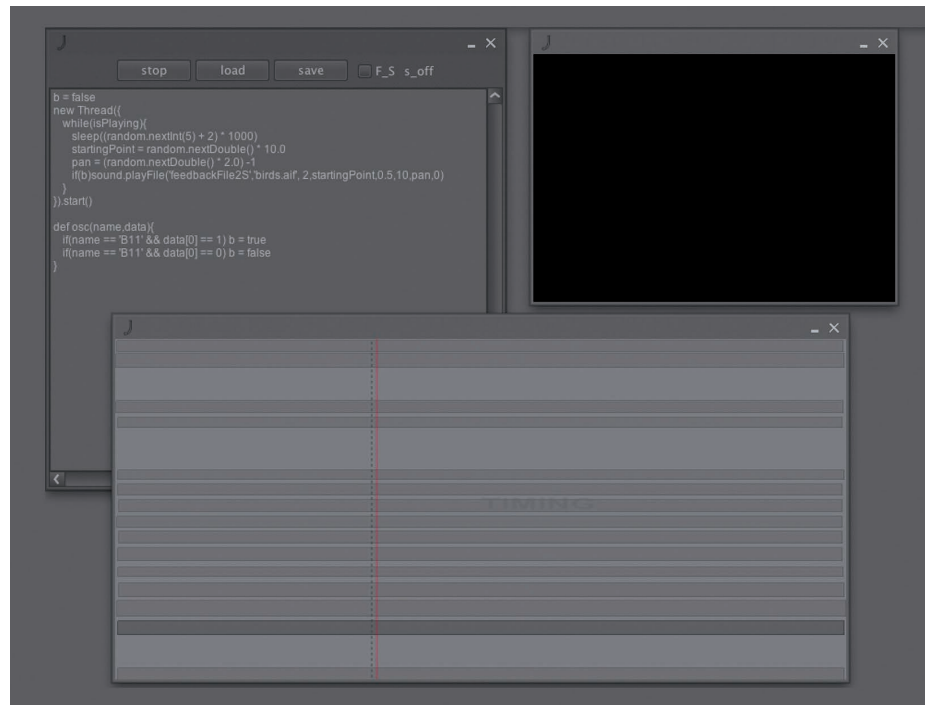 J
stop load save F_S s_off
b = false
new Thread({
while(isPlaying){
sleep((random.nextInt(5) + 2) * 1000)
startingPoint = random.nextDouble() * 10.0
pan = (random.nextDouble() * 2.0) -1
if(b)sound.playFile('feedbackFile2S','birds.aif', 2,startingPoint,0.5,10,pan,0)
}
}).start()
def osc(name,data){
if(name == 'B11' && data[0] == 1) b = true
if(name == 'B11' && data[0] == 0) b = false
}
J
J
TIMING